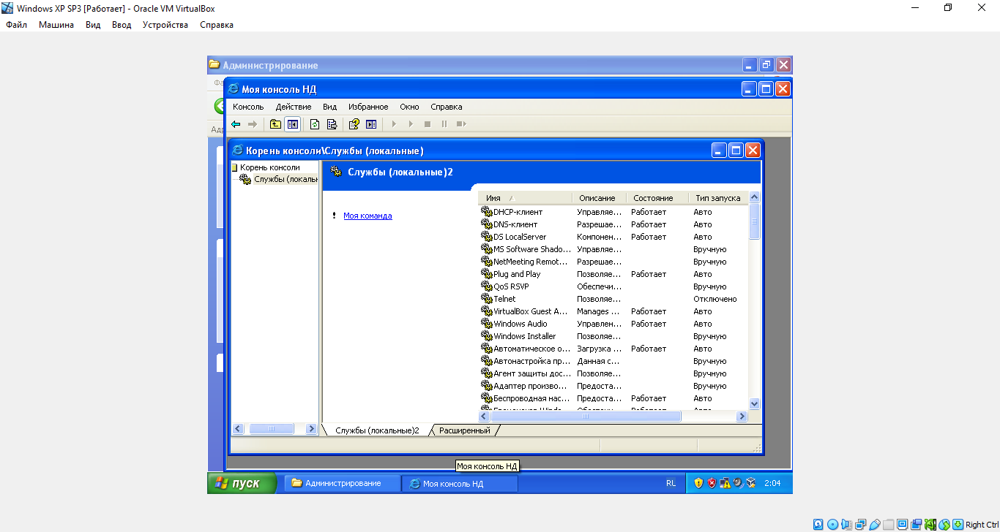 Windows XP SP3 [Работает] - Oracle VM VirtualBox
Файл Машина Вид Ввод Устройства Справка
Администрирование
Моя консоль НД
Консоль Действие Вид Избранное Окно Справка
Корень консоли\Службы (локальные)
Корень консоли
Службы (локальн
Службы (локальные)2
Моя команда
Имя Описание Состояние Тип запуска
DHCP-клиент Управляе... Работает Авто
DNS-клиент Разрешае... Работает Авто
DS LocalServer Компонен... Работает Авто
MS Software Shado... Управляе... Вручную
NetMeeting Remot... Разрешае... Вручную
Plug and Play Позволяе... Работает Авто
QoS RSVP Обеспечи... Вручную
Telnet Позволяе... Отключено
VirtualBox Guest A... Manages ... Работает Авто
Windows Audio Управлен... Работает Авто
Windows Installer Позволяе... Вручную
Автоматическое о... Загрузка ... Работает Авто
Автонастройка пр... Данная с... Вручную
Агент защиты дос... Позволяе... Вручную
Адаптер произво... Предоста... Вручную
Беспроводная нас... Предоста... Работает Авто
Службы (локальные)2 Расширенный
Моя консоль НД
пуск Администрирование Моя консоль НД RL 2:04
Right Ctrl